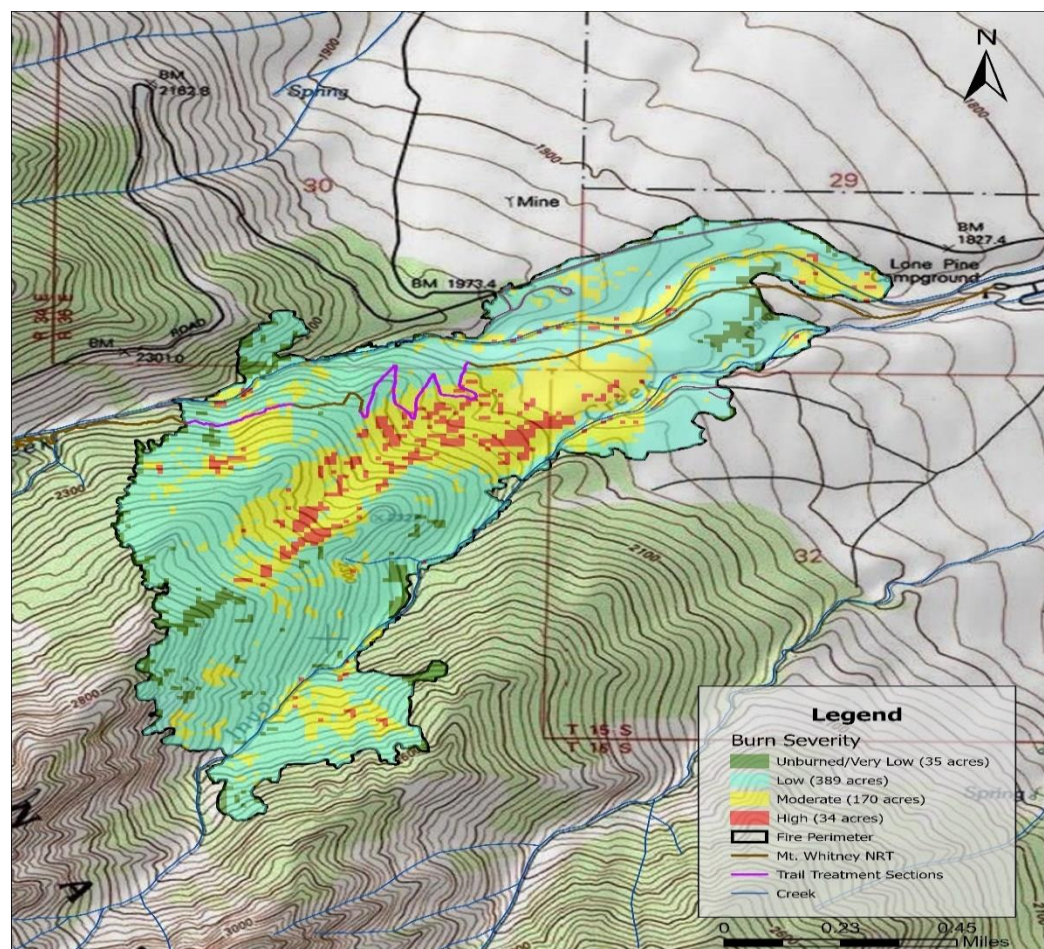 N
1900
BM
2182.8
Spring
1800
1900
30
29
Mine
BM
1827.4
Lone Pine
Campground
BM 1973.4
ROAD
BM
2301.0
2300
2100
32
2800
T 15 S
3000
N
A
Legend
Burn Severity
Unburned/Very Low (35 acres)
Low (389 acres)
Moderate (170 acres)
High (34 acres)
Fire Perimeter
Mt. Whitney NRT
Trail Treatment Sections
Creek
Spring
0 0.23 0.45
Miles